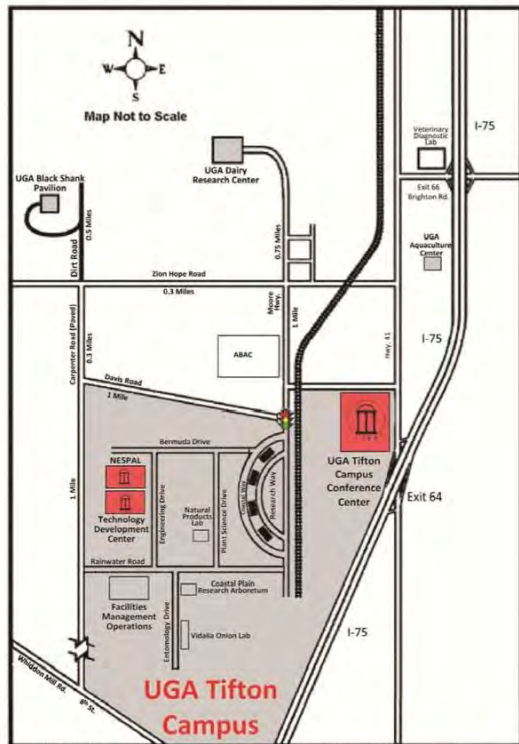 N
W E
S
Map Not to Scale
I-75
Veterinary
Diagnostic
Lab
UGA Dairy
Research Center
UGA Black Shank
Pavilion
Exit 66
Brighton Rd.
0.5 Miles
Dirt Road
0.75 Miles
UGA
Aquaculture
Center
Zion Hope Road
0.3 Miles
Moore
Hwy.
1 Mile
Carpenter Road (Paved)
0.3 Miles
ABAC
Hwy. 41
I-75
Davis Road
1 Mile
Bermuda Drive
NESPAL
Technology
Development
Center
Engineering Drive
Natural
Products
Lab
Plant Science Drive
Research Way
UGA Tifton
Campus
Conference
Center
Exit 64
1 Mile
Rainwater Road
Facilities
Management
Operations
Entomology Drive
Coastal Plain
Research Arboretum
Vidalia Onion Lab
I-75
Whiddon Mill Rd.
8th St.
UGA Tifton
Campus